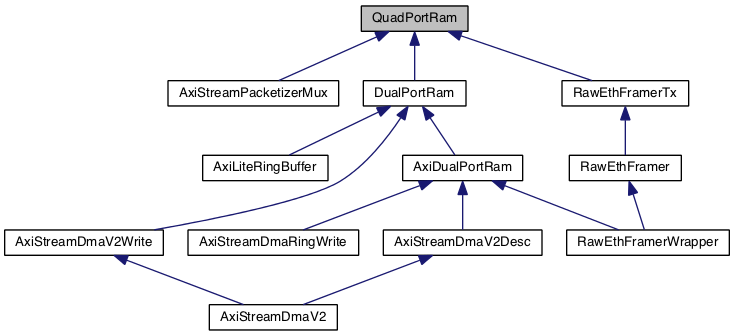 QuadPortRam
AxiStreamPacketizerMux
DualPortRam
RawEthFramerTx
AxiLiteRingBuffer
AxiDualPortRam
RawEthFramer
AxiStreamDmaV2Write
AxiStreamDmaRingWrite
AxiStreamDmaV2Desc
RawEthFramerWrapper
AxiStreamDmaV2